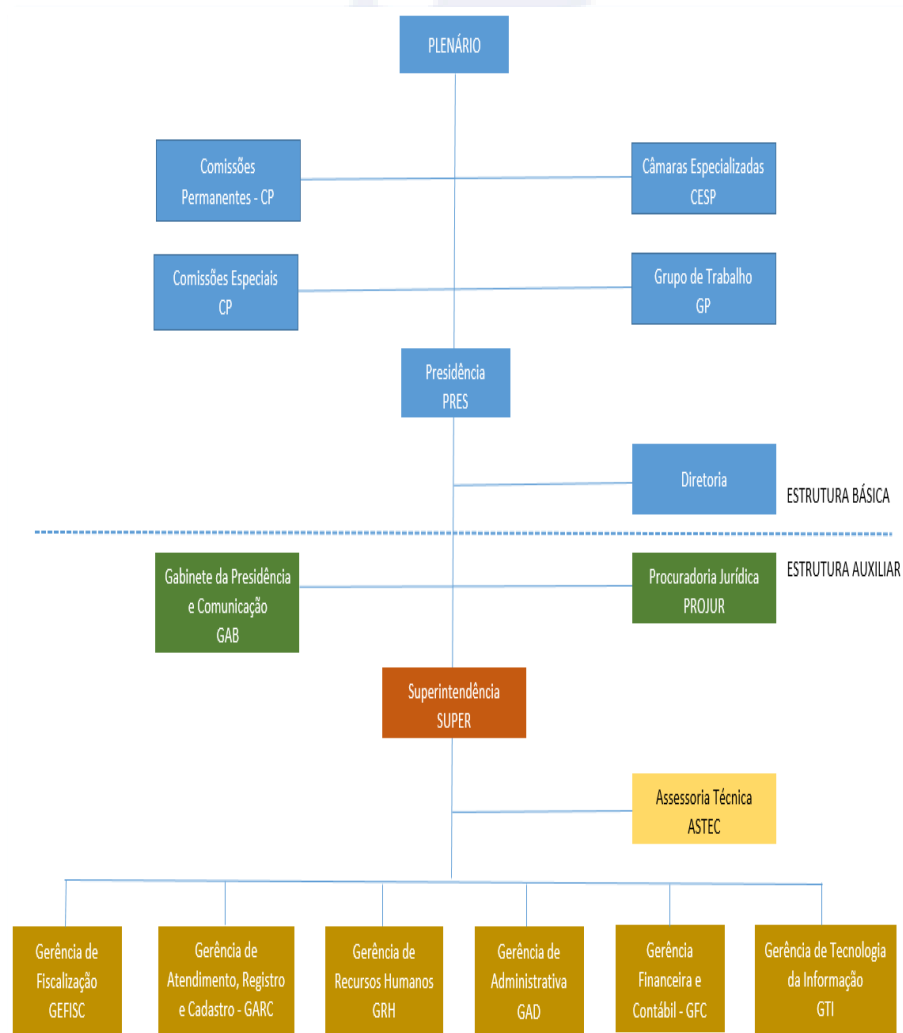 PLENÁRIO
Comissões
Permanentes - CP
Câmaras Especializadas
CESP
Comissões Especiais
CP
Grupo de Trabalho
GP
Presidência
PRES
Diretoria
ESTRUTURA BÁSICA
ESTRUTURA AUXILIAR
Gabinete da Presidência
e Comunicação
GAB
Procuradoria Jurídica
PROJUR
Superintendência
SUPER
Assessoria Técnica
ASTEC
Gerência de
Fiscalização
GEFISC
Gerência de
Atendimento, Registro
e Cadastro - GARC
Gerência de
Recursos Humanos
GRH
Gerência de
Administrativa
GAD
Gerência
Financeira e
Contábil - GFC
Gerência de Tecnologia
da Informação
GTI